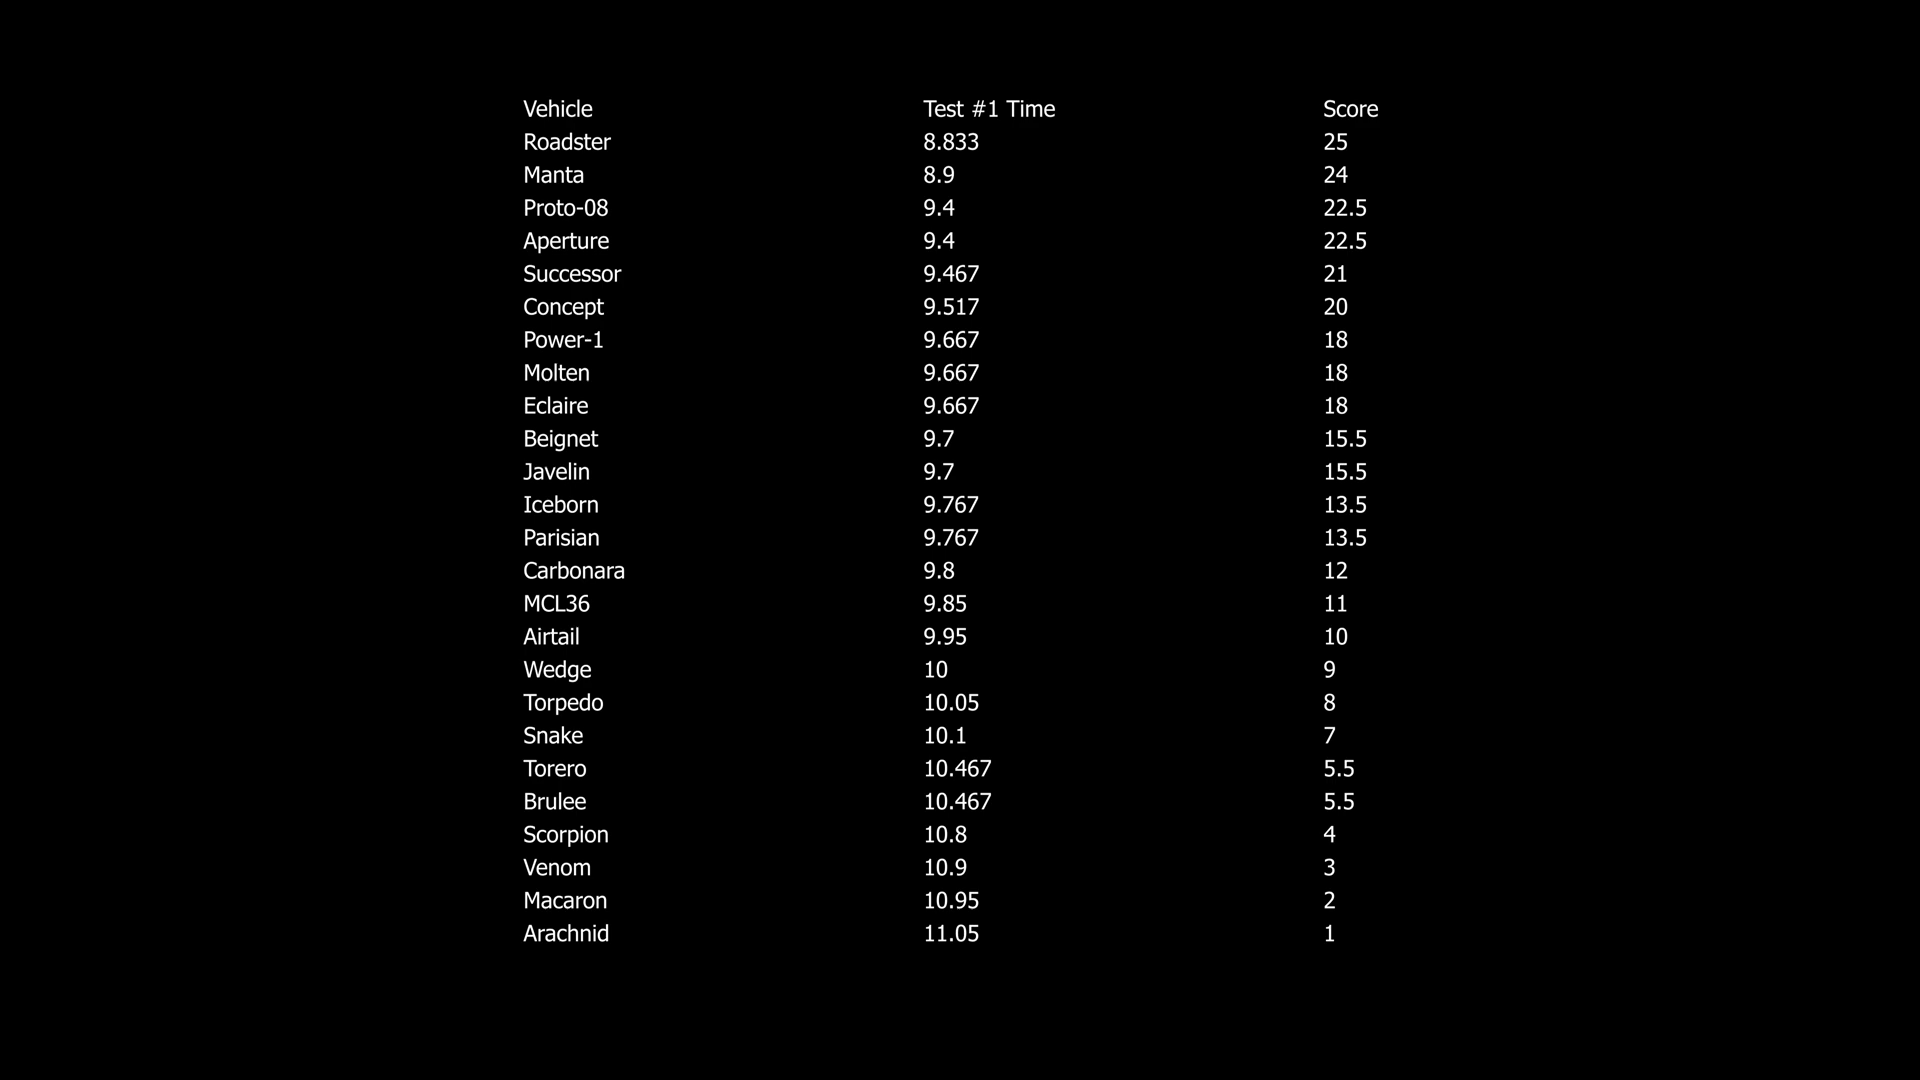 Vehicle Test #1 Time Score
Roadster 8.833 25
Manta 8.9 24
Proto-08 9.4 22.5
Aperture 9.4 22.5
Successor 9.467 21
Concept 9.517 20
Power-1 9.667 18
Molten 9.667 18
Eclaire 9.667 18
Beignet 9.7 15.5
Javelin 9.7 15.5
Iceborn 9.767 13.5
Parisian 9.767 13.5
Carbonara 9.8 12
MCL36 9.85 11
Airtail 9.95 10
Wedge 10 9
Torpedo 10.05 8
Snake 10.1 7
Torero 10.467 5.5
Brulee 10.467 5.5
Scorpion 10.8 4
Venom 10.9 3
Macaron 10.95 2
Arachnid 11.05 1